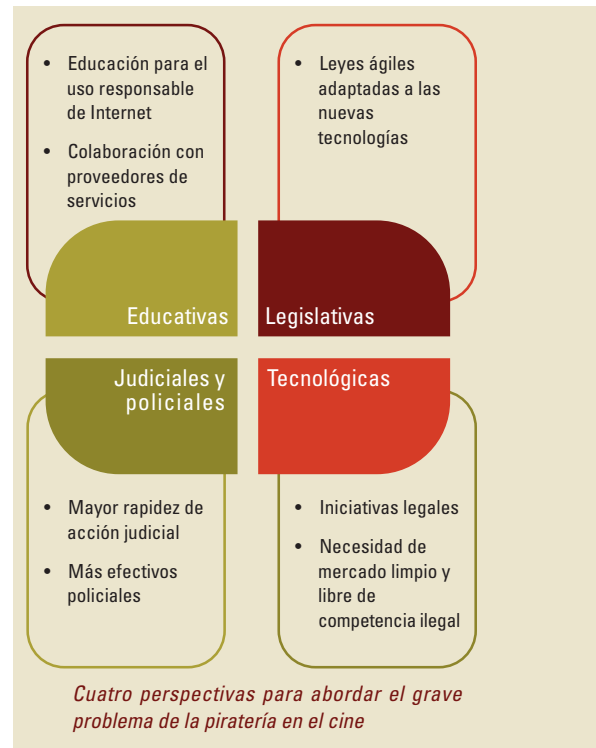 • Educación para el
uso responsable
de Internet
• Colaboración con
proveedores de
servicios
Educativas
• Leyes ágiles
adaptadas a las
nuevas
tecnologías
Legislativas
Judiciales y
policiales
• Mayor rapidez de
acción judicial
• Más efectivos
policiales
Tecnológicas
• Iniciativas legales
• Necesidad de
mercado limpio y
libre de
competencia ilegal
Cuatro perspectivas para abordar el grave
problema de la piratería en el cine